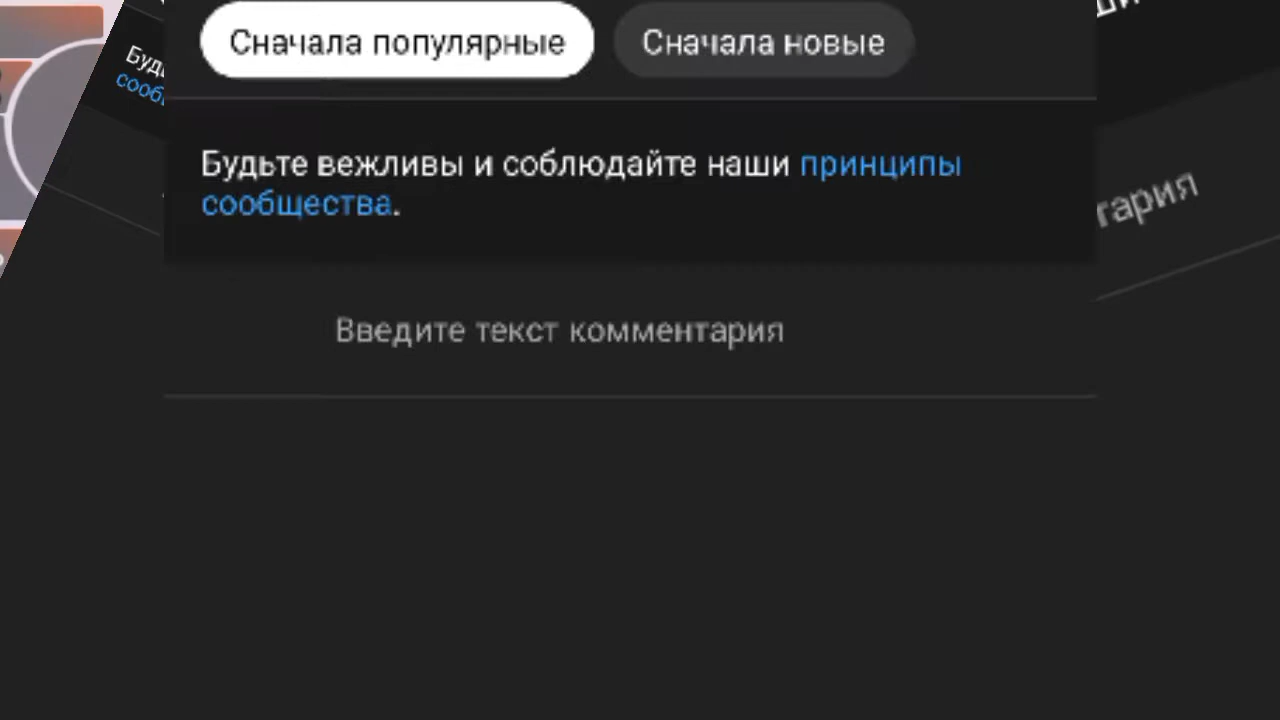 Сначала популярные Сначала новые
Будьте вежливы и соблюдайте наши принципы
сообщества.
Введите текст комментария